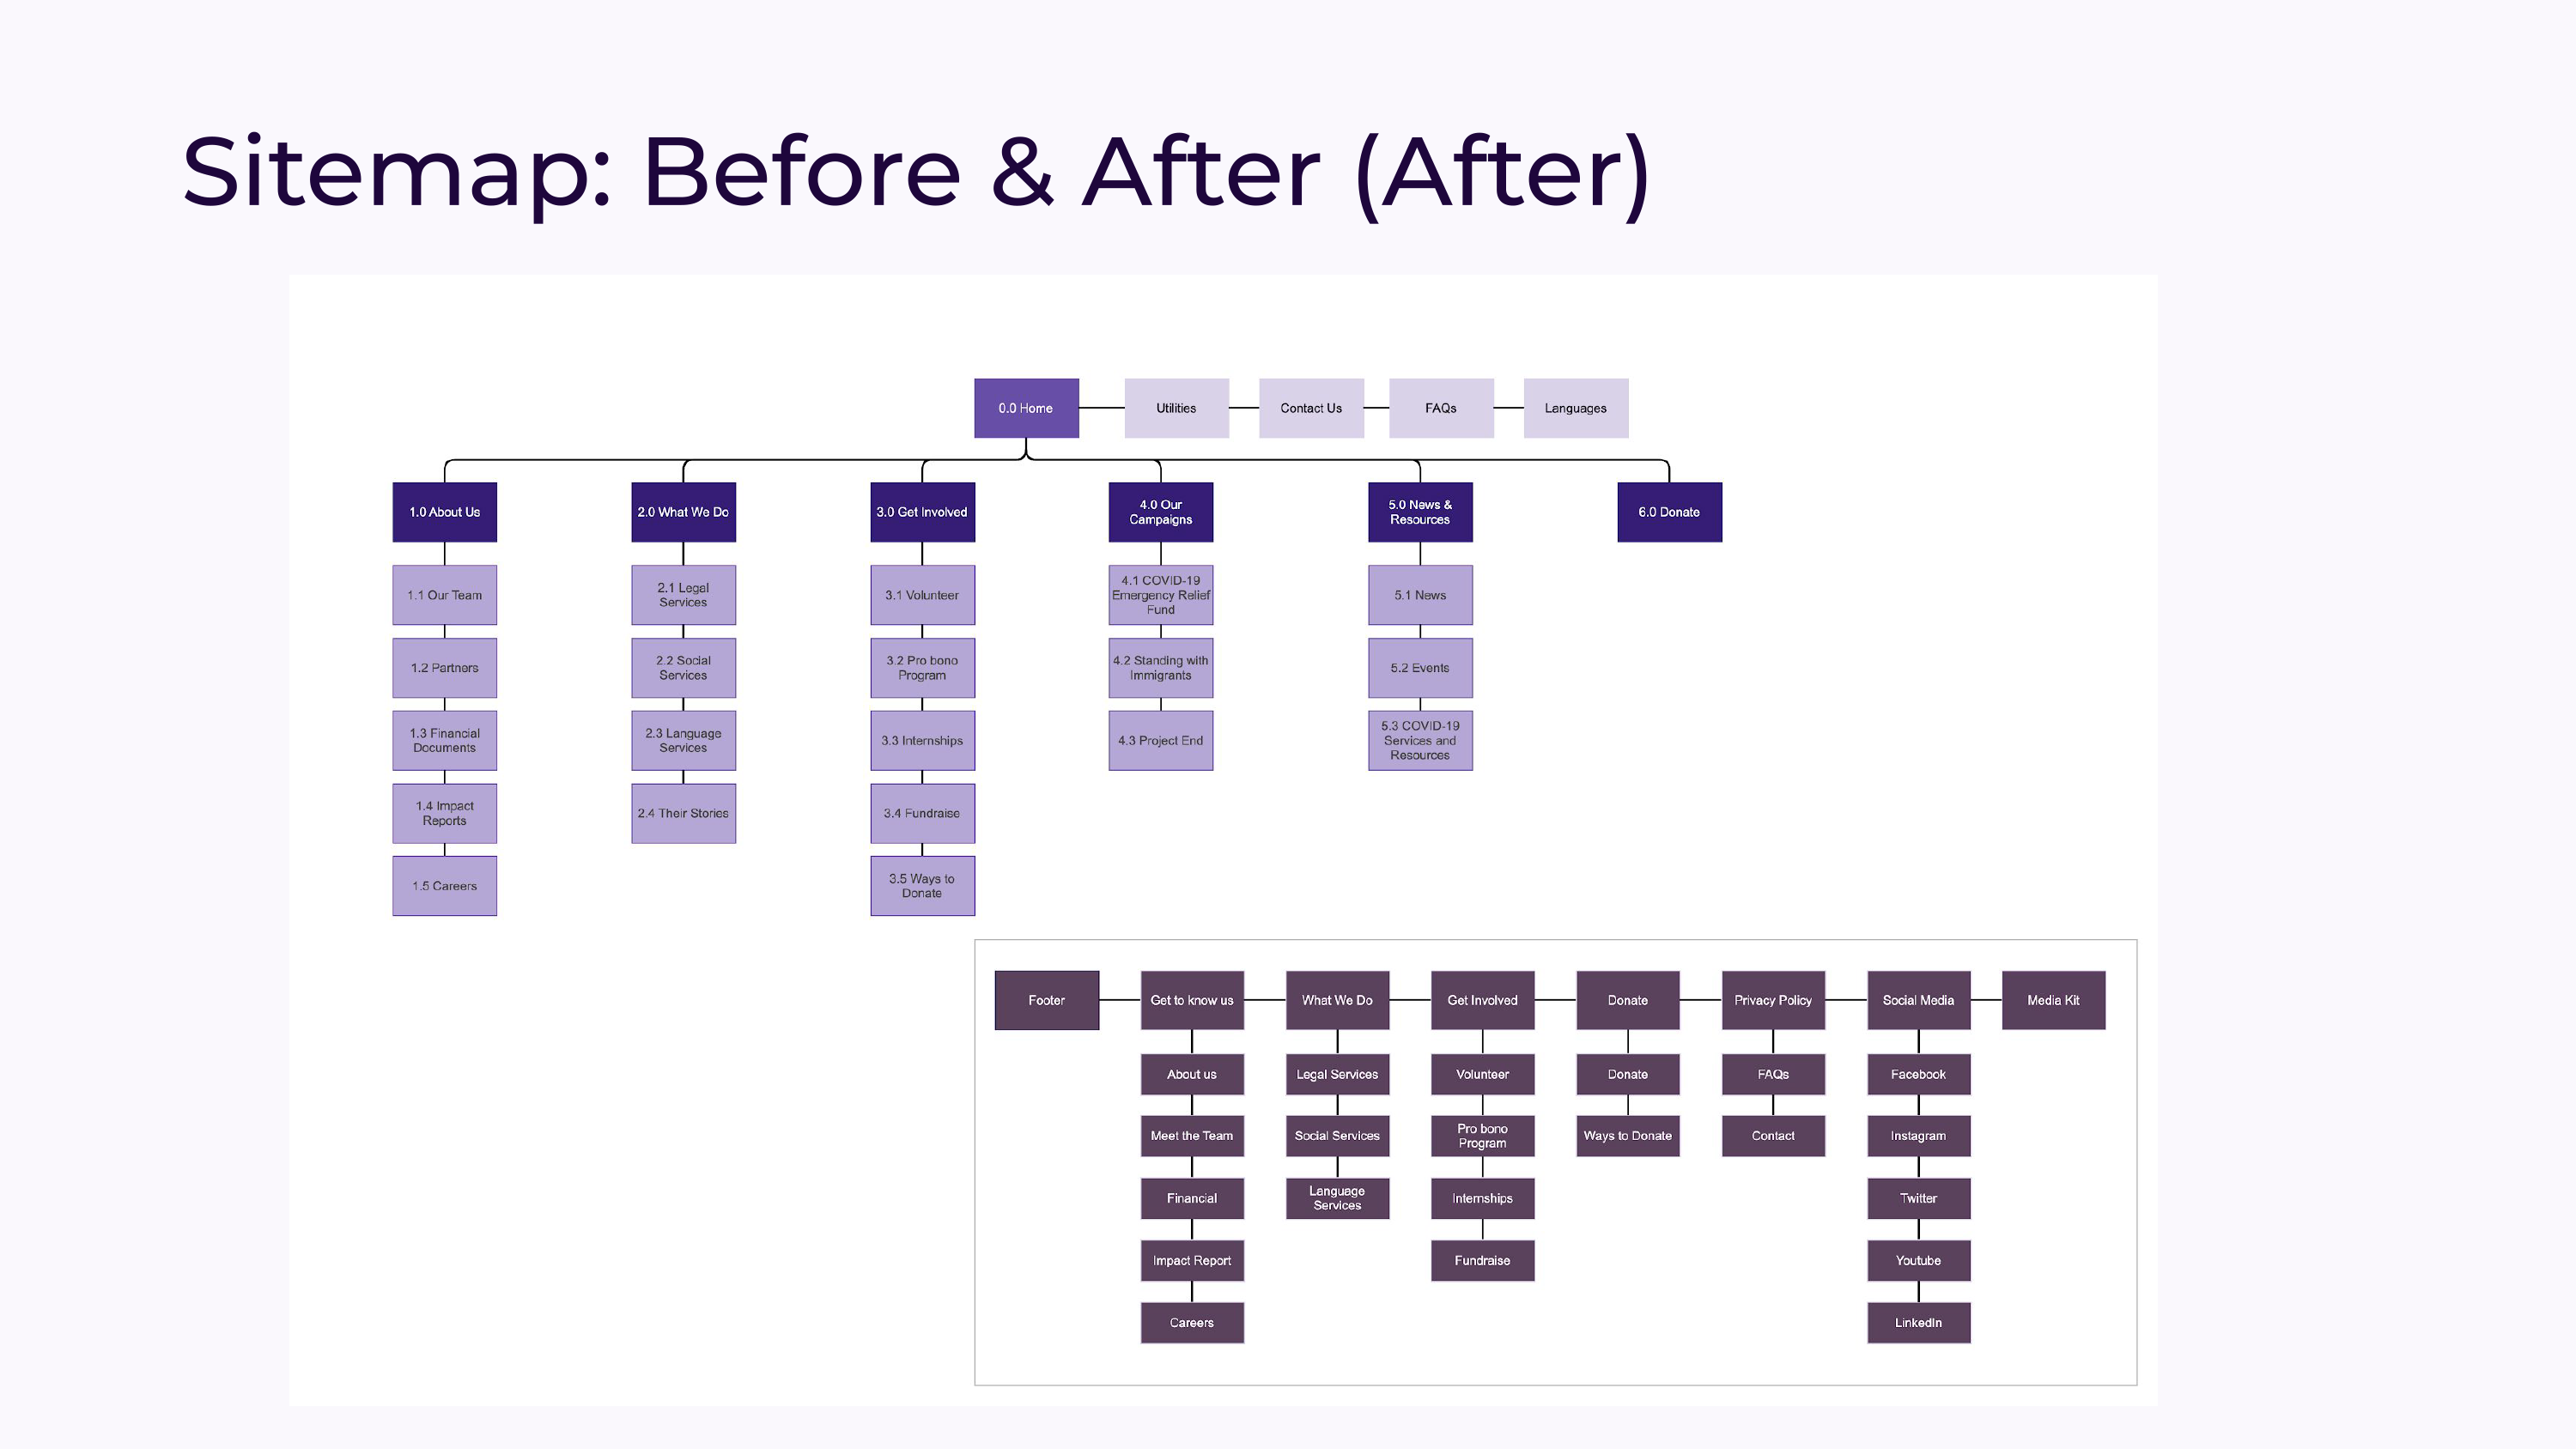 Sitemap: Before & After (After)
0.0 Home
Utilities
Contact Us
FAQs
Languages
1.0 About Us
2.0 What We Do
3.0 Get Involved
4.0 Our
Campaigns
5.0 News &
Resources
6.0 Donate
1.1 Our Team
1.2 Partners
1.3 Financial
Documents
1.4 Impact
Reports
1.5 Careers
2.1 Legal
Services
2.2 Social
Services
2.3 Language
Services
2.4 Their Stories
3.1 Volunteer
3.2 Pro bono
Program
3.3 Internships
3.4 Fundraise
3.5 Ways to
Donate
4.1 COVID-19
Emergency Relief
Fund
4.2 Standing with
Immigrants
4.3 Project End
5.1 News
5.2 Events
5.3 COVID-19
Services and
Resources
Footer
Get to know us
What We Do
Get Involved
Donate
Privacy Policy
Social Media
Media Kit
About us
Meet the Team
Financial
Impact Report
Careers
Legal Services
Social Services
Language
Services
Volunteer
Pro bono
Program
Internships
Fundraise
Donate
Ways to Donate
FAQs
Contact
Facebook
Instagram
Twitter
Youtube
LinkedIn